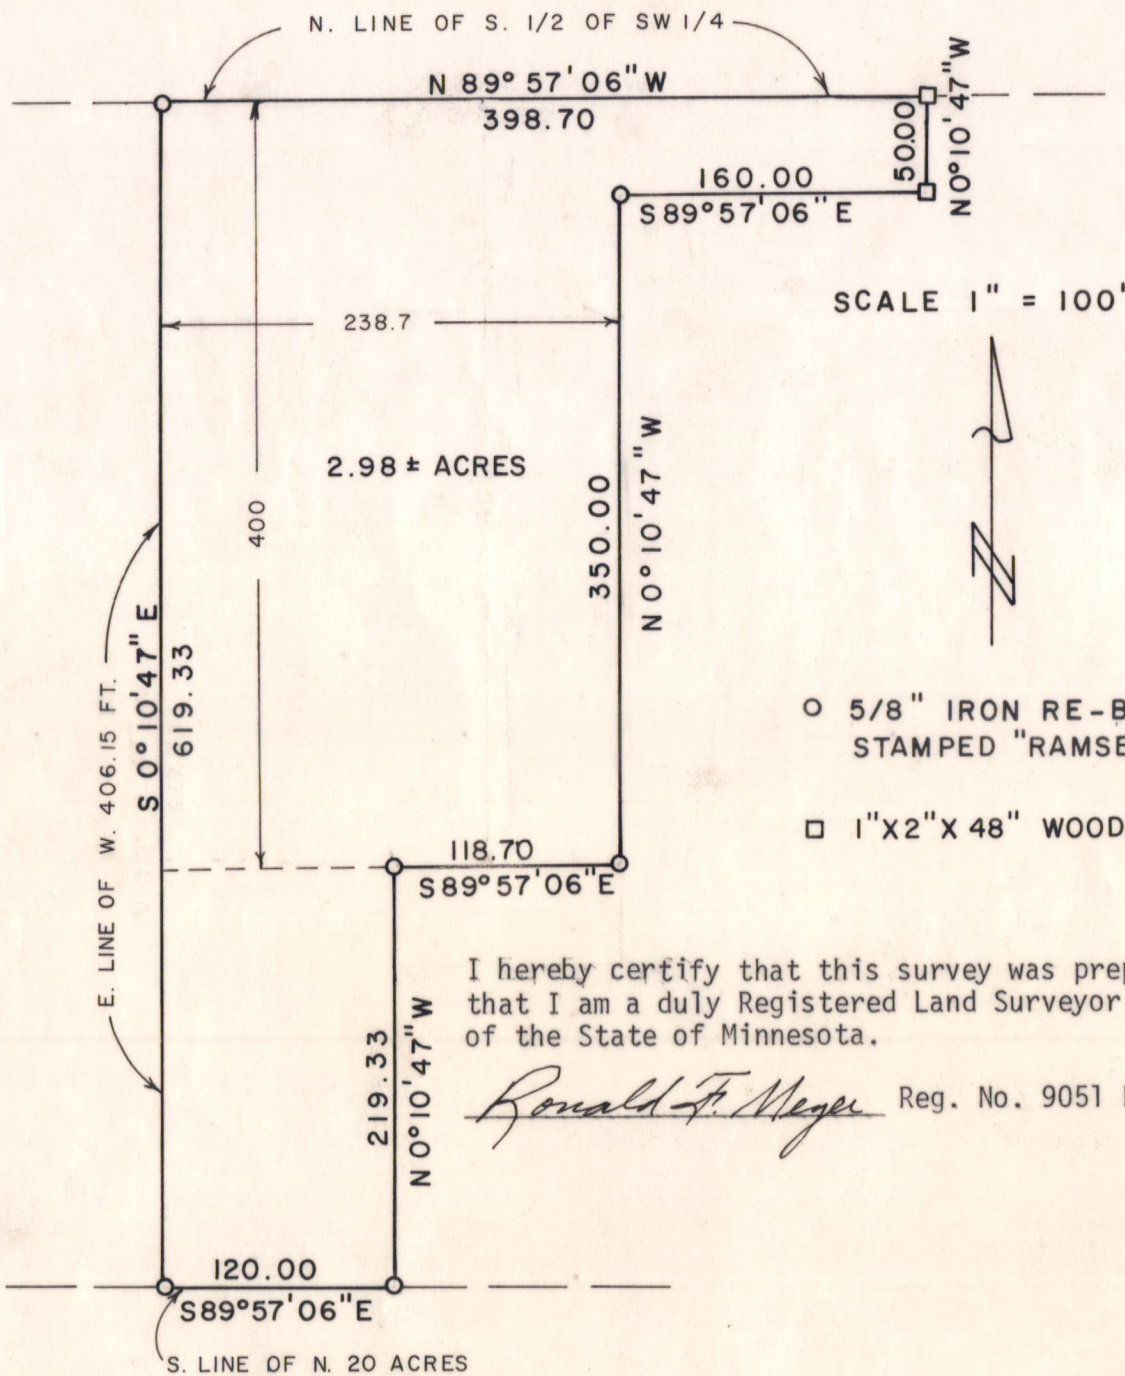 N. LINE OF S. 1/2 OF SW 1/4
N 89° 57' 06" W
398.70
50.00
N 0° 10' 47" W
160.00
S 89° 57' 06" E
SCALE 1" = 100'
238.7
2.98 ± ACRES
400
350.00
N 0° 10' 47" W
E. LINE OF W. 406.15 FT.
S 0° 10' 47" E
619.33
O 5/8" IRON RE-B
STAMPED "RAMSE
□ 1"X2"X 48" WOOD
118.70
S 89° 57' 06" E
I hereby certify that this survey was prep
that I am a duly Registered Land Surveyor
of the State of Minnesota.
Ronald F. Meyer Reg. No. 9051
219.33
N 0° 10' 47" W
120.00
S 89° 57' 06" E
S. LINE OF N. 20 ACRES